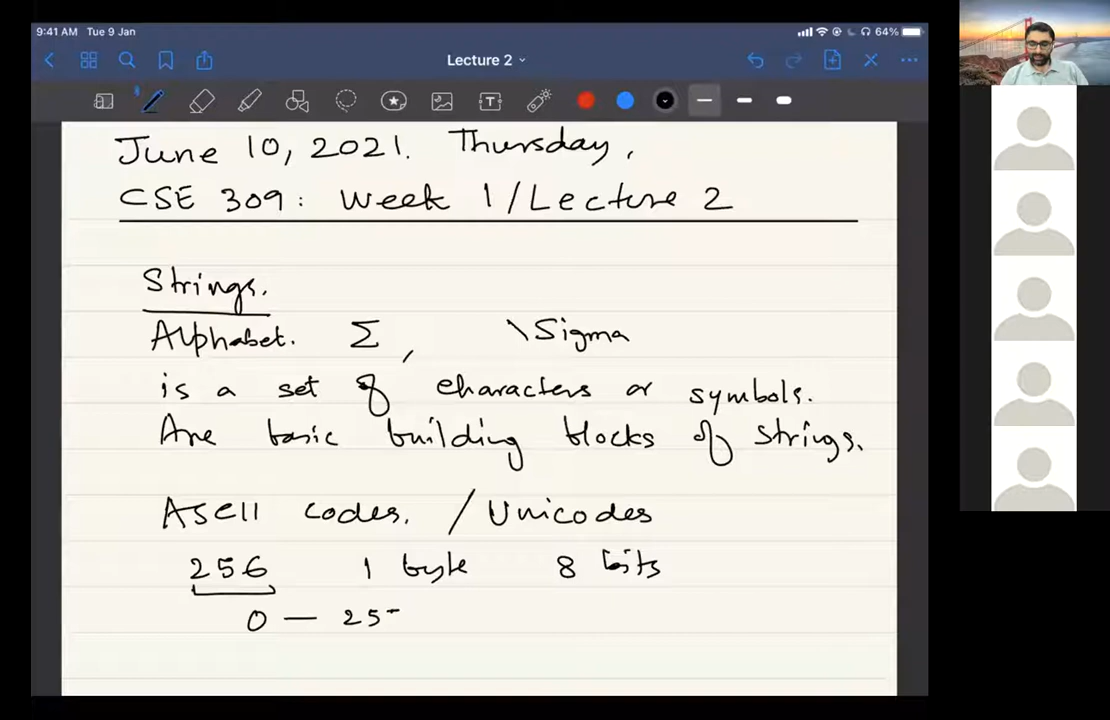 9:41 AM Tue 9 Jan
64%
Lecture 2
T
June 10, 2021. Thursday,
CSE 309: Week 1/Lecture 2
Strings.
Alphabet. Σ, \Sigma
is a set of characters or symbols.
Are basic building blocks of strings.
ASCII codes. / Unicodes
256 1 byte 8 bits
0 — 25